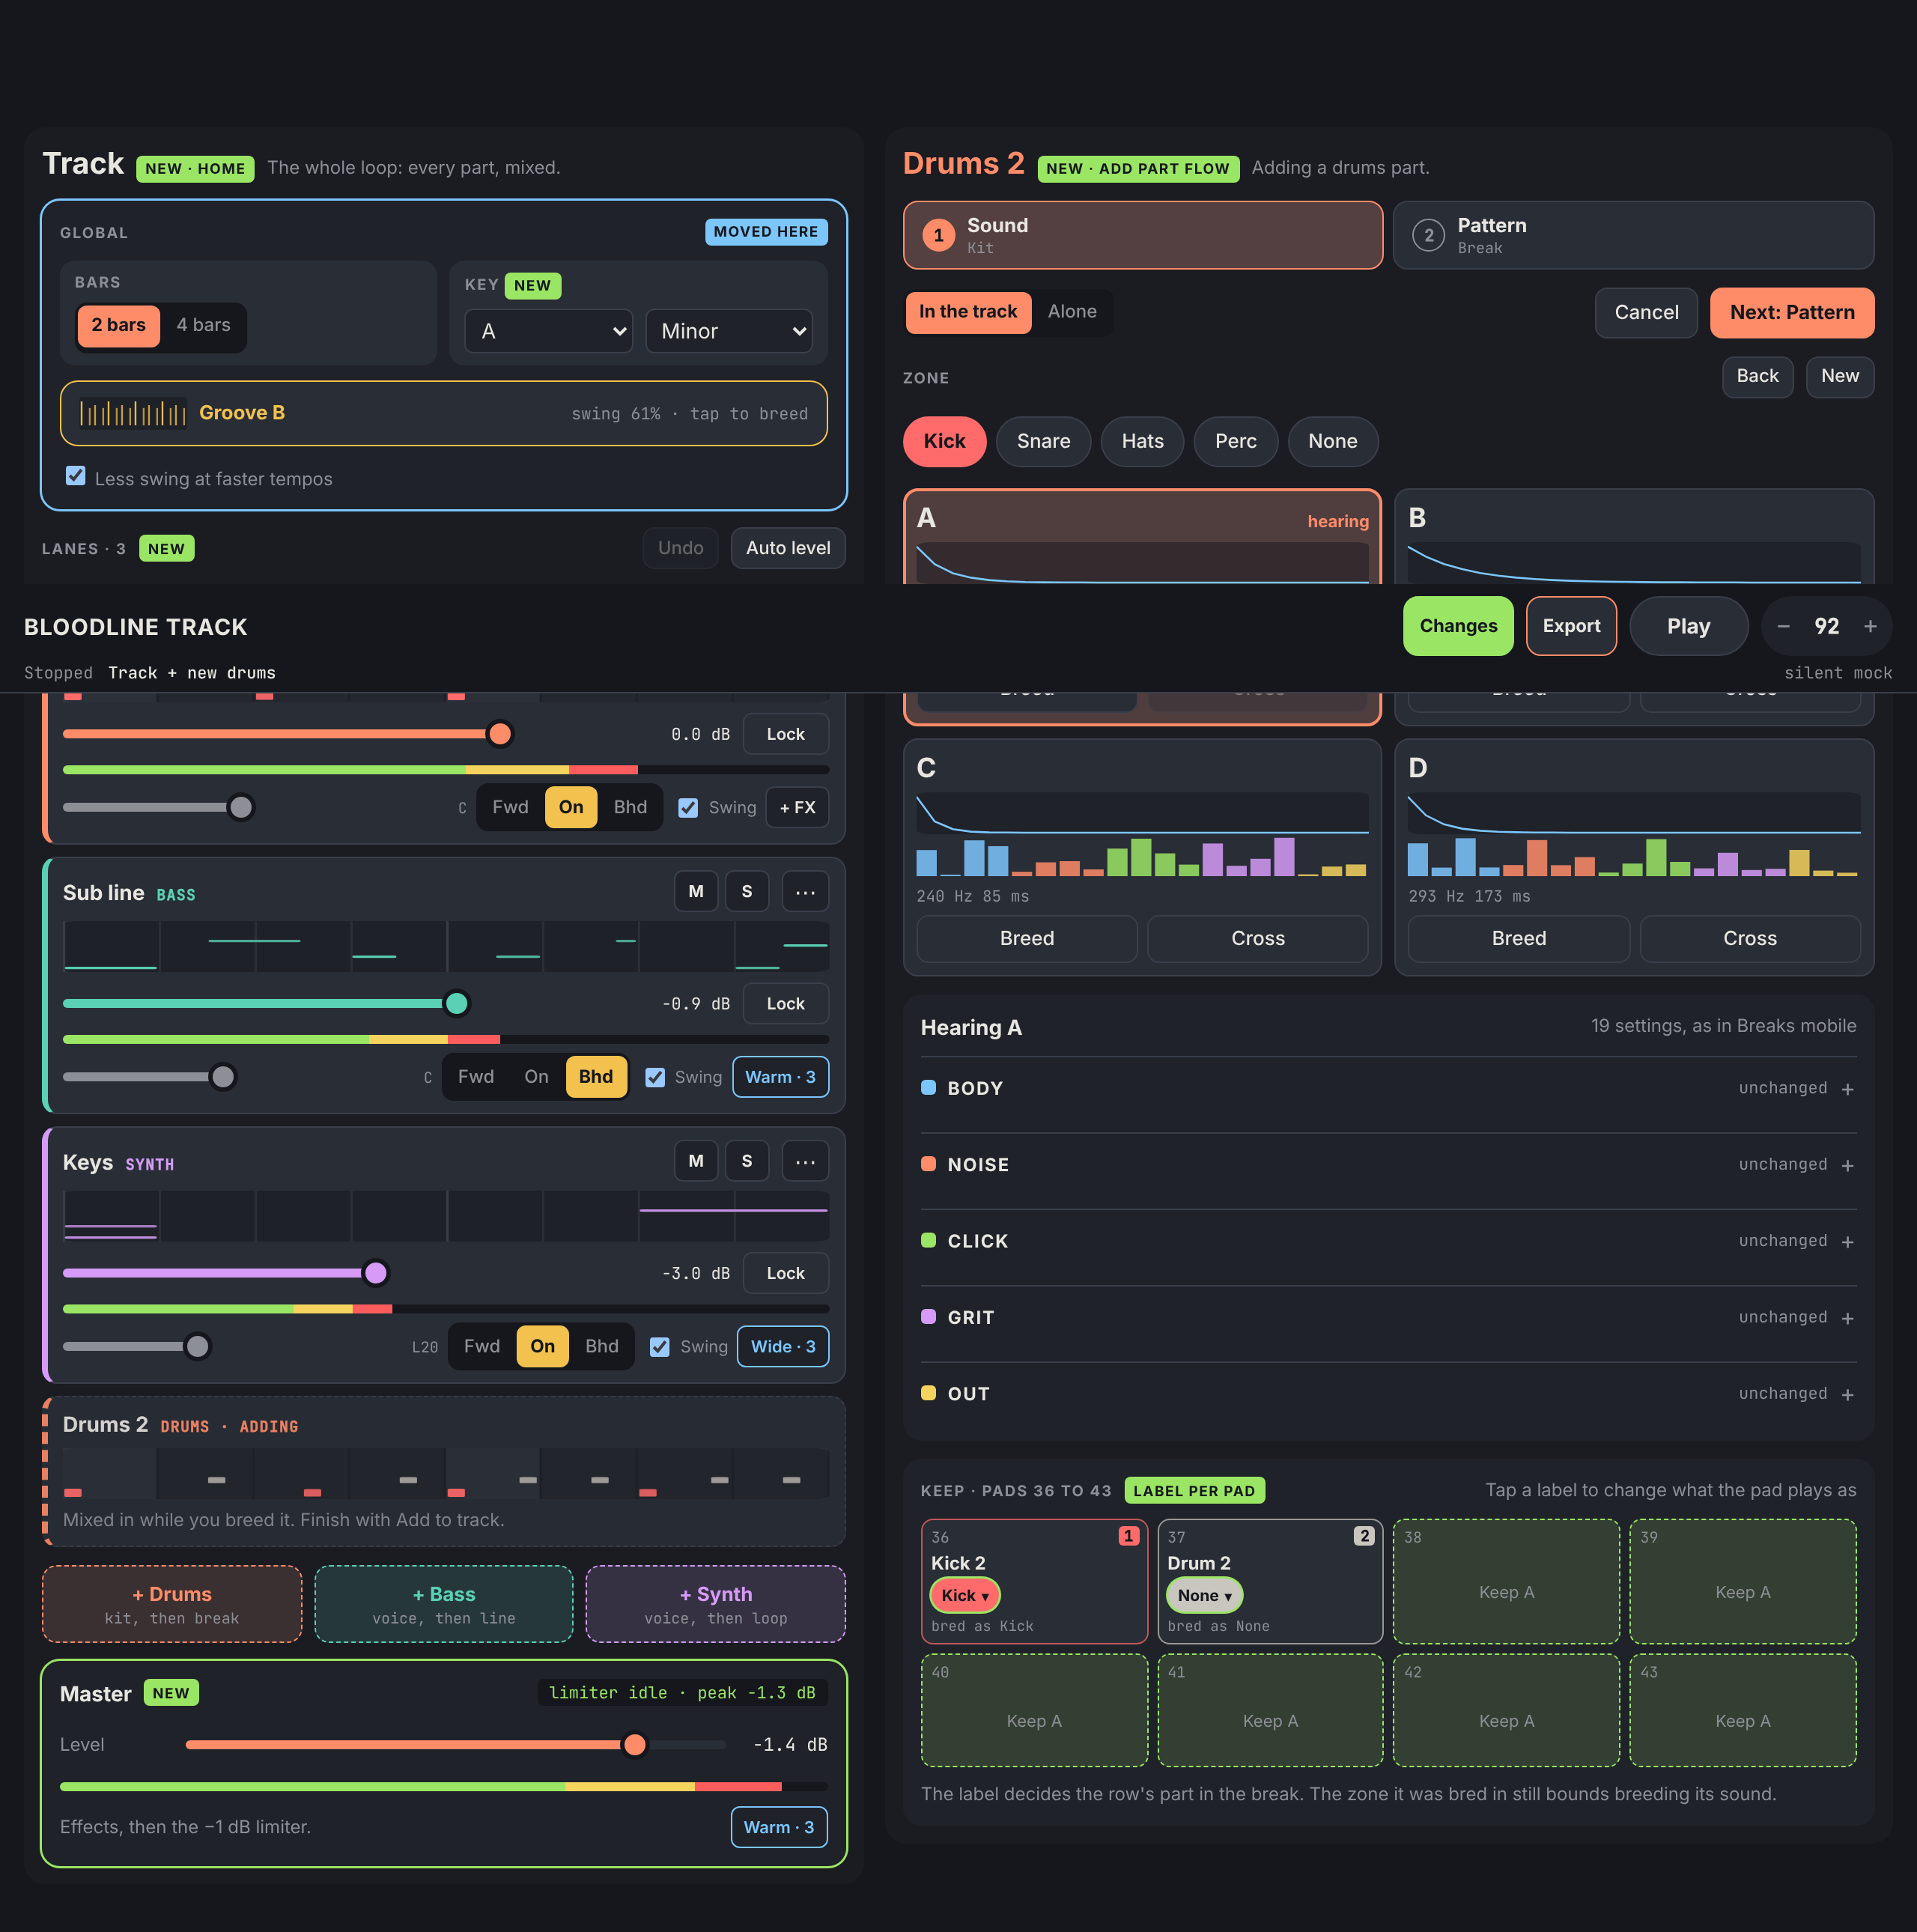 Track NEW · HOME The whole loop: every part, mixed.
GLOBAL MOVED HERE
BARS
2 bars 4 bars
KEY NEW
A Minor
Groove B swing 61% · tap to breed
Less swing at faster tempos
LANES · 3 NEW Undo Auto level
Drums 2 NEW · ADD PART FLOW Adding a drums part.
1 Sound
Kit
2 Pattern
Break
In the track Alone Cancel Next: Pattern
ZONE Back New
Kick Snare Hats Perc None
A hearing
B
BLOODLINE TRACK Changes Export Play − 92 +
Stopped Track + new drums silent mock
0.0 dB Lock
C Fwd On Bhd Swing + FX
Sub line BASS M S ...
-0.9 dB Lock
C Fwd On Bhd Swing Warm · 3
Keys SYNTH M S ...
-3.0 dB Lock
L20 Fwd On Bhd Swing Wide · 3
Drums 2 DRUMS · ADDING
Mixed in while you breed it. Finish with Add to track.
+ Drums
kit, then break
+ Bass
voice, then line
+ Synth
voice, then loop
Master NEW limiter idle · peak -1.3 dB
Level -1.4 dB
Effects, then the −1 dB limiter. Warm · 3
Breed Cross Breed Cross
C
240 Hz 85 ms
Breed Cross
D
293 Hz 173 ms
Breed Cross
Hearing A 19 settings, as in Breaks mobile
BODY unchanged +
NOISE unchanged +
CLICK unchanged +
GRIT unchanged +
OUT unchanged +
KEEP · PADS 36 TO 43 LABEL PER PAD Tap a label to change what the pad plays as
36 1
Kick 2
Kick ▾
bred as Kick
37 2
Drum 2
None ▾
bred as None
38
Keep A
39
Keep A
40
Keep A
41
Keep A
42
Keep A
43
Keep A
The label decides the row's part in the break. The zone it was bred in still bounds breeding its sound.